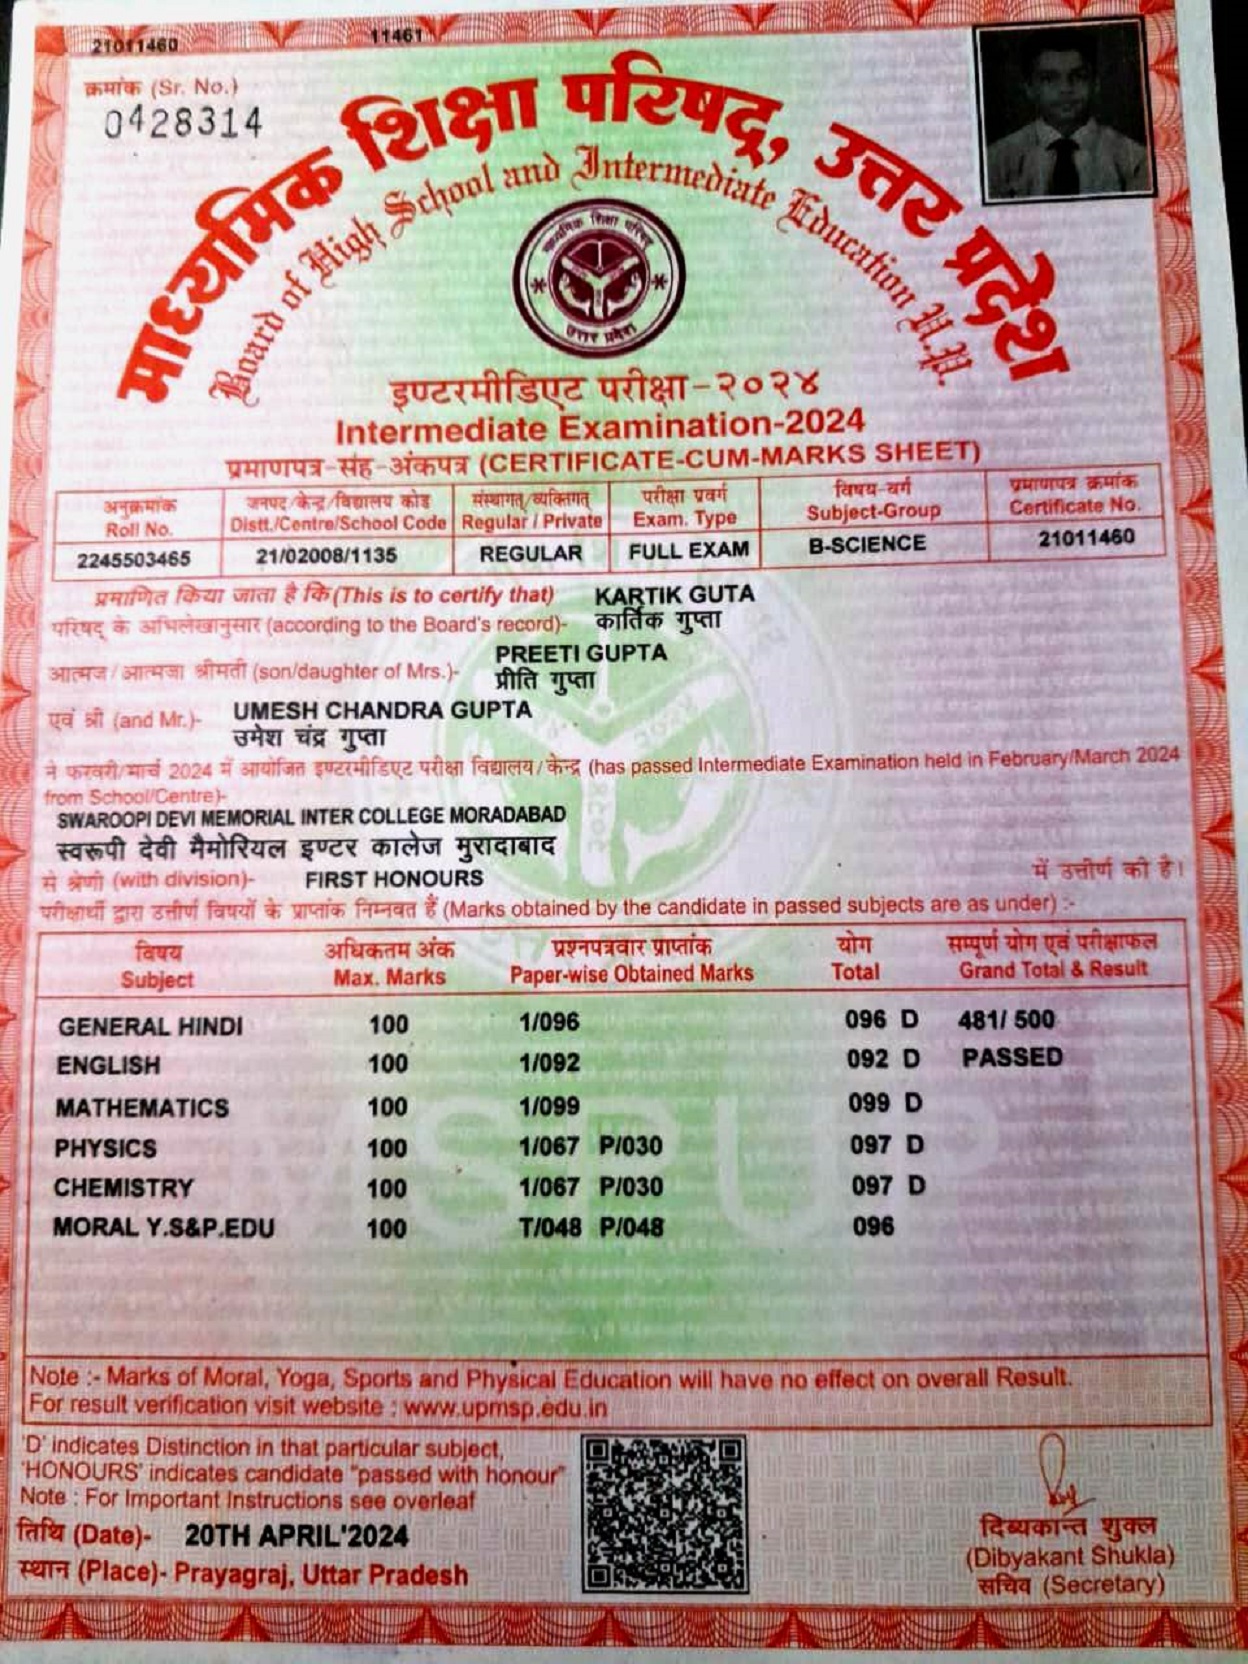 21011460
11461
क्रमांक (Sr. No.)
0428314
माध्यमिक शिक्षा परिषद्, उत्तर प्रदेश
Board of High School and Intermediate Education U.P.
माध्यमिक शिक्षा परिषद्
उत्तर प्रदेश
इण्टरमीडिएट परीक्षा-२०२४
Intermediate Examination-2024
प्रमाणपत्र-सह-अंकपत्र (CERTIFICATE-CUM-MARKS SHEET)
अनुक्रमांक जनपद/केन्द्र/विद्यालय कोड संस्थागत्/व्यक्तिगत् परीक्षा प्रवर्ग विषय-वर्ग प्रमाणपत्र क्रमांक
Roll No. Distt./Centre/School Code Regular / Private Exam. Type Subject-Group Certificate No.
2245503465 21/02008/1135 REGULAR FULL EXAM B-SCIENCE 21011460
प्रमाणित किया जाता है कि (This is to certify that) KARTIK GUTA
परिषद् के अभिलेखानुसार (according to the Board's record)- कार्तिक गुप्ता
PREETI GUPTA
आत्मज/आत्मजा श्रीमती (son/daughter of Mrs.)- प्रीति गुप्ता
एवं श्री (and Mr.)- UMESH CHANDRA GUPTA
उमेश चंद्र गुप्ता
ने फरवरी/मार्च 2024 में आयोजित इण्टरमीडिएट परीक्षा विद्यालय/केन्द्र (has passed Intermediate Examination held in February/March 2024
from School/Centre)-
SWAROOPI DEVI MEMORIAL INTER COLLEGE MORADABAD
स्वरूपी देवी मैमोरियल इण्टर कालेज मुरादाबाद
से श्रेणी (with division)- FIRST HONOURS में उत्तीर्ण की है।
परीक्षार्थी द्वारा उत्तीर्ण विषयों के प्राप्तांक निम्नवत हैं (Marks obtained by the candidate in passed subjects are as under) :-
विषय अधिकतम अंक प्रश्नपत्रवार प्राप्तांक योग सम्पूर्ण योग एवं परीक्षाफल
Subject Max. Marks Paper-wise Obtained Marks Total Grand Total & Result
GENERAL HINDI 100 1/096 096 D 481/ 500
ENGLISH 100 1/092 092 D PASSED
MATHEMATICS 100 1/099 099 D
PHYSICS 100 1/067 P/030 097 D
CHEMISTRY 100 1/067 P/030 097 D
MORAL Y.S&P.EDU 100 T/048 P/048 096
Note :- Marks of Moral, Yoga, Sports and Physical Education will have no effect on overall Result.
For result verification visit website : www.upmsp.edu.in
'D' indicates Distinction in that particular subject,
'HONOURS' indicates candidate "passed with honour"
Note : For Important Instructions see overleaf
तिथि (Date)- 20TH APRIL'2024
स्थान (Place)- Prayagraj, Uttar Pradesh
दिब्यकान्त शुक्ल
(Dibyakant Shukla)
सचिव (Secretary)